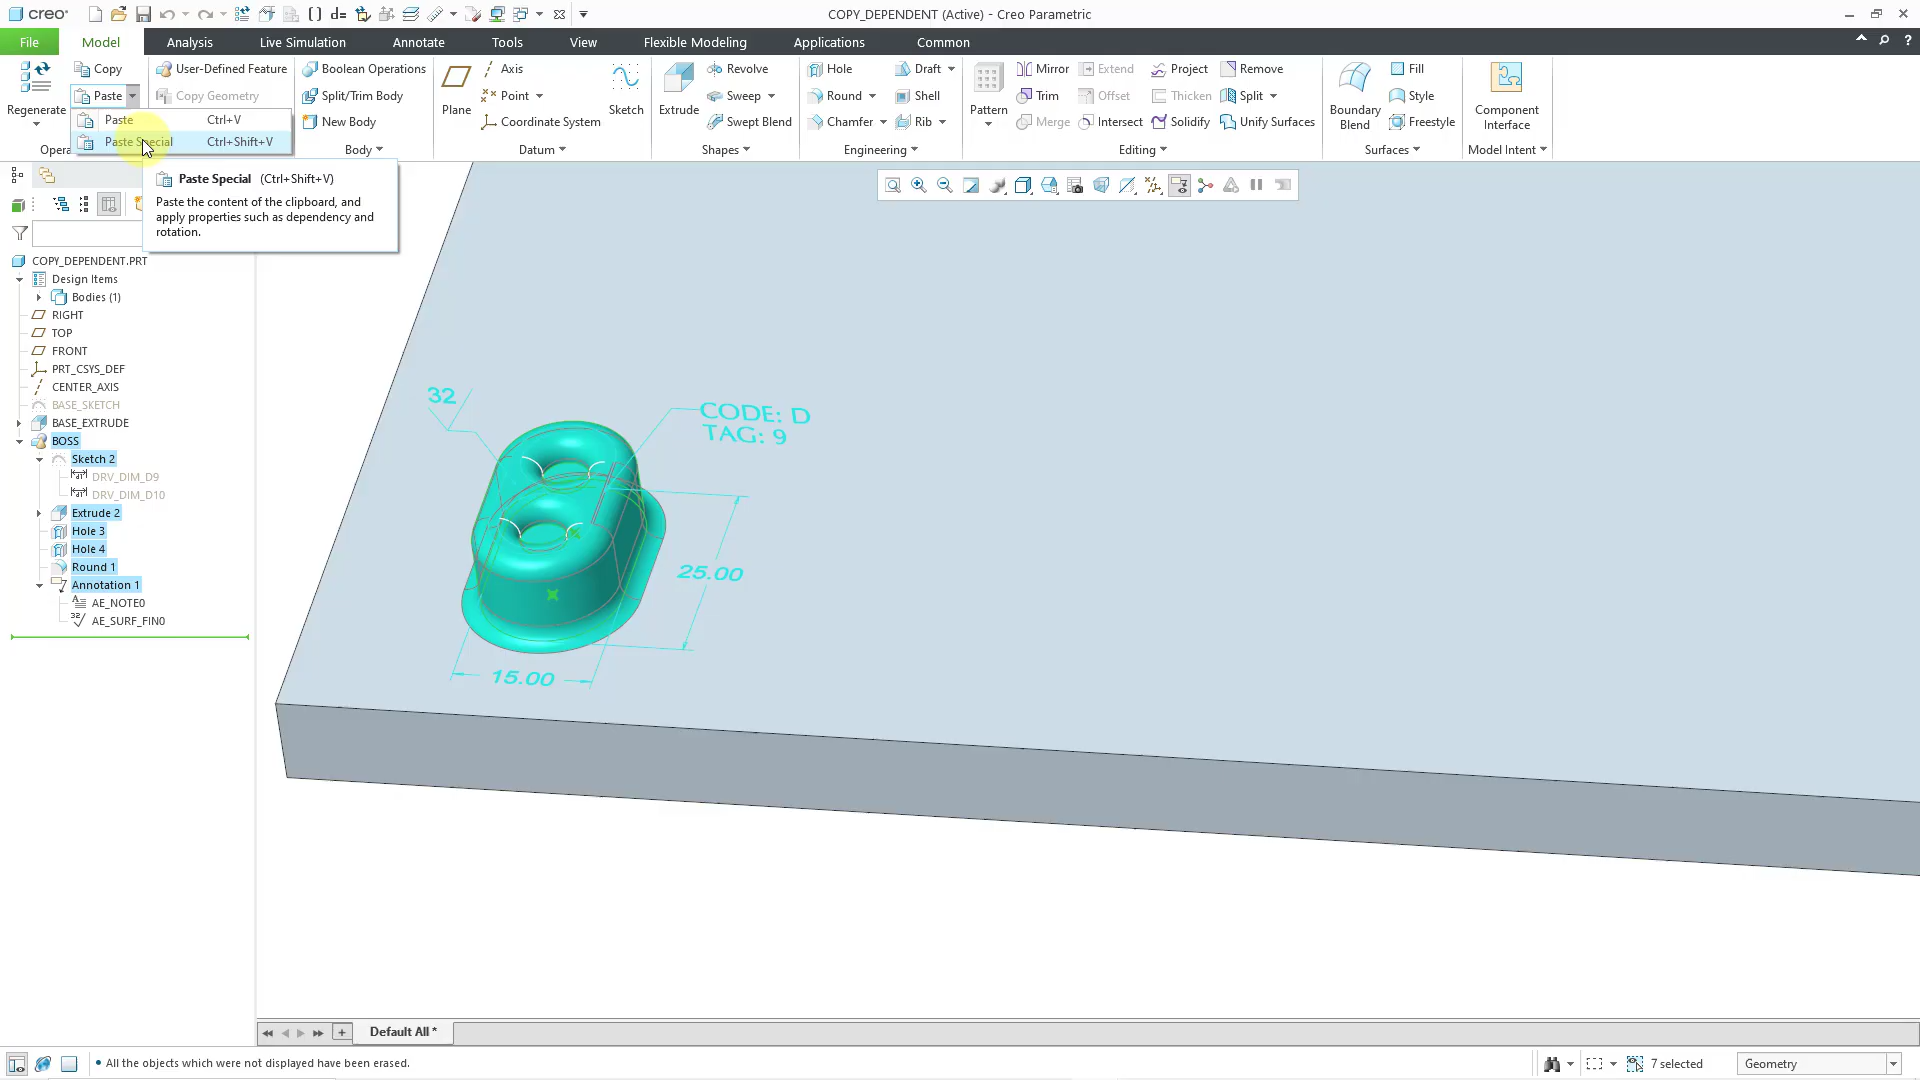 creo
COPY_DEPENDENT (Active) - Creo Parametric
File
Model
Analysis
Live Simulation
Annotate
Tools
View
Flexible Modeling
Applications
Common
Regenerate
Copy
Paste
Paste Ctrl+V
Paste Special Ctrl+Shift+V
User-Defined Feature
Copy Geometry
Boolean Operations
Split/Trim Body
New Body
Body
Plane
Axis
Point
Coordinate System
Sketch
Datum
Extrude
Revolve
Sweep
Swept Blend
Shapes
Hole
Round
Chamfer
Draft
Shell
Rib
Engineering
Pattern
Mirror
Trim
Merge
Extend
Offset
Intersect
Project
Thicken
Solidify
Remove
Split
Unify Surfaces
Editing
Boundary
Blend
Fill
Style
Freestyle
Surfaces
Component
Interface
Model Intent
Paste Special (Ctrl+Shift+V)
Paste the content of the clipboard, and
apply properties such as dependency and
rotation.
COPY_DEPENDENT.PRT
Design Items
Bodies (1)
RIGHT
TOP
FRONT
PRT_CSYS_DEF
CENTER_AXIS
BASE_SKETCH
BASE_EXTRUDE
BOSS
Sketch 2
DRV_DIM_D9
DRV_DIM_D10
Extrude 2
Hole 3
Hole 4
Round 1
Annotation 1
AE_NOTE0
AE_SURF_FIN0
32
CODE: D
TAG: 9
25.00
15.00
Default All *
All the objects which were not displayed have been erased.
7 selected
Geometry